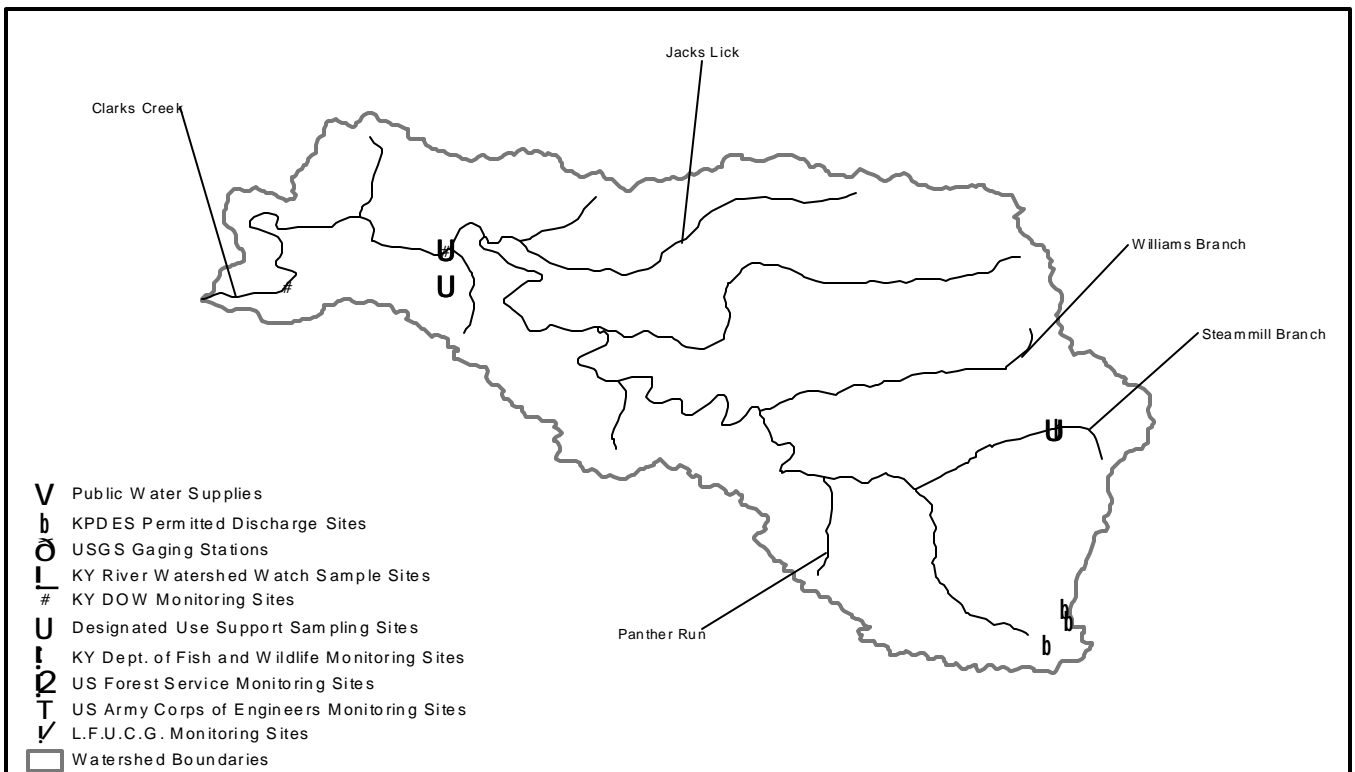 Jacks Lick
Clarks Creek
Williams Branch
Steammill Branch
Panther Run
#
U
#
U
U
b
b
b
V Public Water Supplies
b KPDES Permitted Discharge Sites
ð USGS Gaging Stations
KY River Watershed Watch Sample Sites
# KY DOW Monitoring Sites
U Designated Use Support Sampling Sites
KY Dept. of Fish and Wildlife Monitoring Sites
US Forest Service Monitoring Sites
T US Army Corps of Engineers Monitoring Sites
L.F.U.C.G. Monitoring Sites
Watershed Boundaries